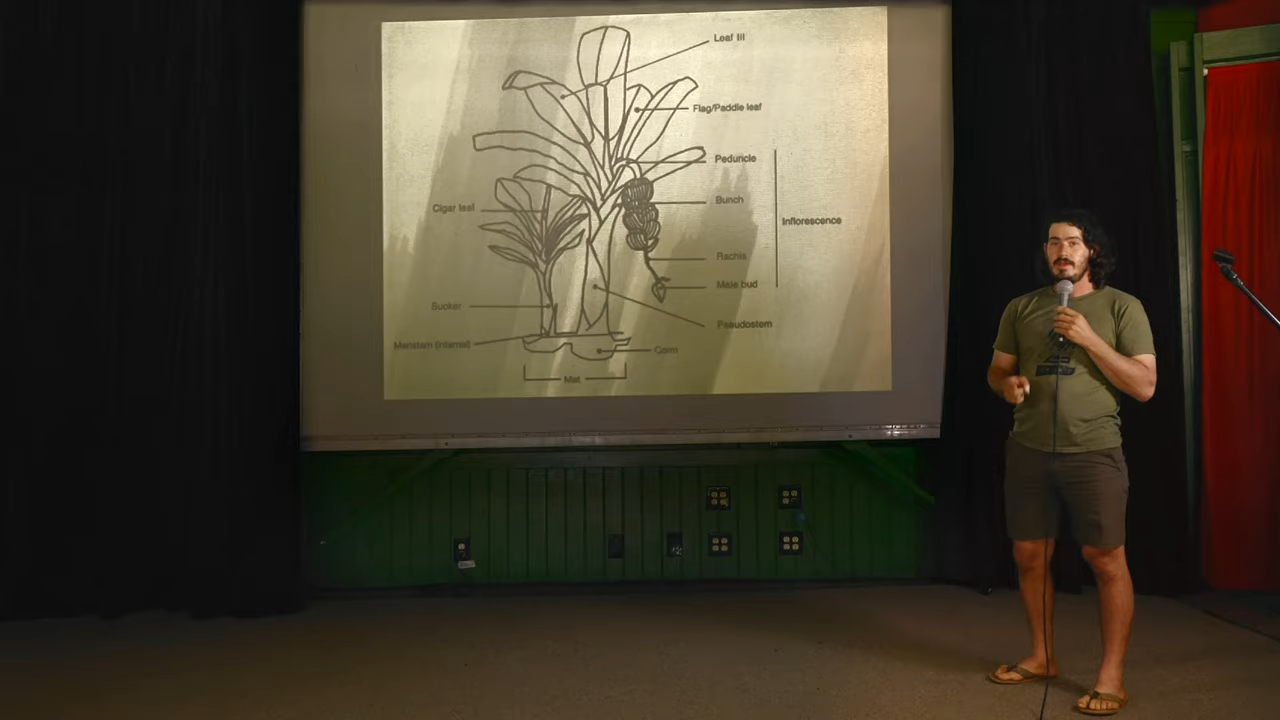 Leaf III
Flag/Paddle leaf
Peduncle
Bunch
Cigar leaf
Inflorescence
Rachis
Male bud
Sucker
Pseudostem
Meristem (internal)
Corm
Mat